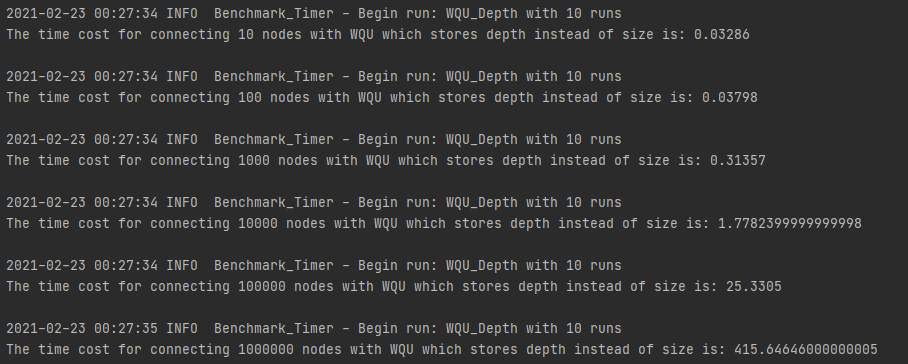 2021-02-23 00:27:34 INFO  Benchmark_Timer - Begin run: WQU_Depth with 10 runs
The time cost for connecting 10 nodes with WQU which stores depth instead of size is: 0.03286
2021-02-23 00:27:34 INFO  Benchmark_Timer - Begin run: WQU_Depth with 10 runs
The time cost for connecting 100 nodes with WQU which stores depth instead of size is: 0.03798
2021-02-23 00:27:34 INFO  Benchmark_Timer - Begin run: WQU_Depth with 10 runs
The time cost for connecting 1000 nodes with WQU which stores depth instead of size is: 0.31357
2021-02-23 00:27:34 INFO  Benchmark_Timer - Begin run: WQU_Depth with 10 runs
The time cost for connecting 10000 nodes with WQU which stores depth instead of size is: 1.7782399999999998
2021-02-23 00:27:34 INFO  Benchmark_Timer - Begin run: WQU_Depth with 10 runs
The time cost for connecting 100000 nodes with WQU which stores depth instead of size is: 25.3305
2021-02-23 00:27:35 INFO  Benchmark_Timer - Begin run: WQU_Depth with 10 runs
The time cost for connecting 1000000 nodes with WQU which stores depth instead of size is: 415.64646000000005